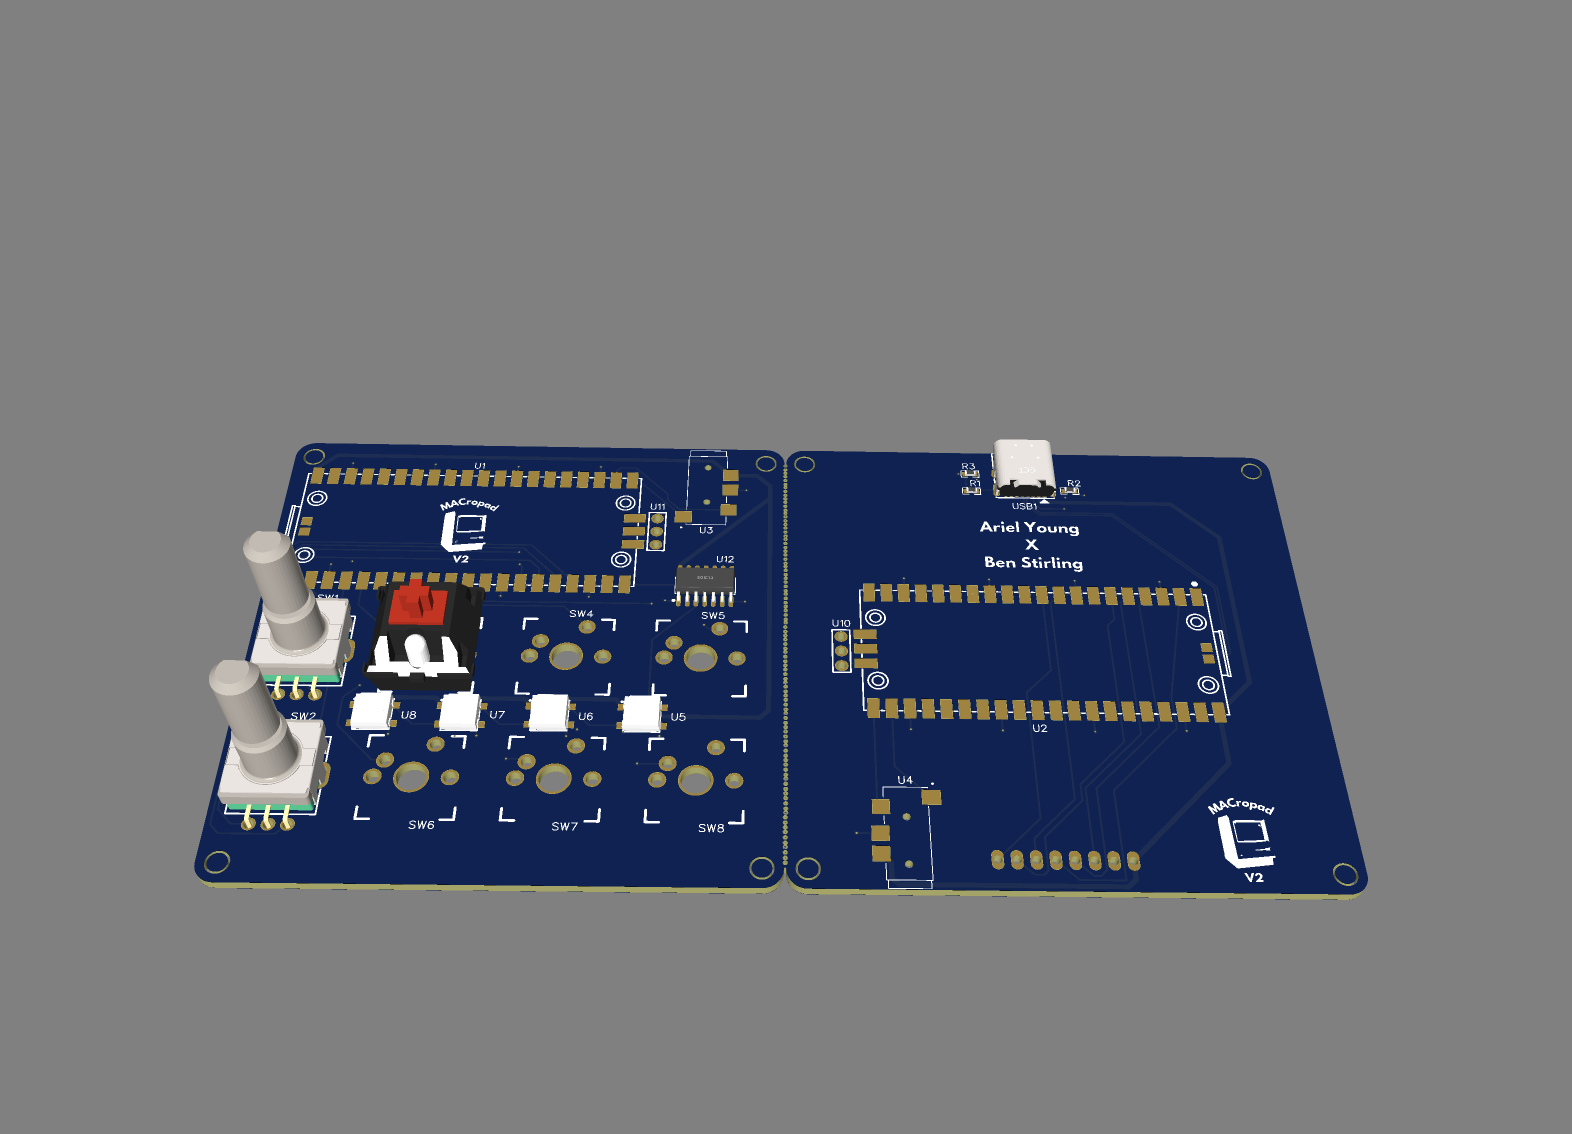 U1
MACropad
V2
U11
U3
U12
SW1
SW4
SW5
U8
U7
U6
U5
SW2
SW6
SW7
SW8
R3
R1
R2
USB1
Ariel Young
X
Ben Stirling
U10
U2
U4
MACropad
V2